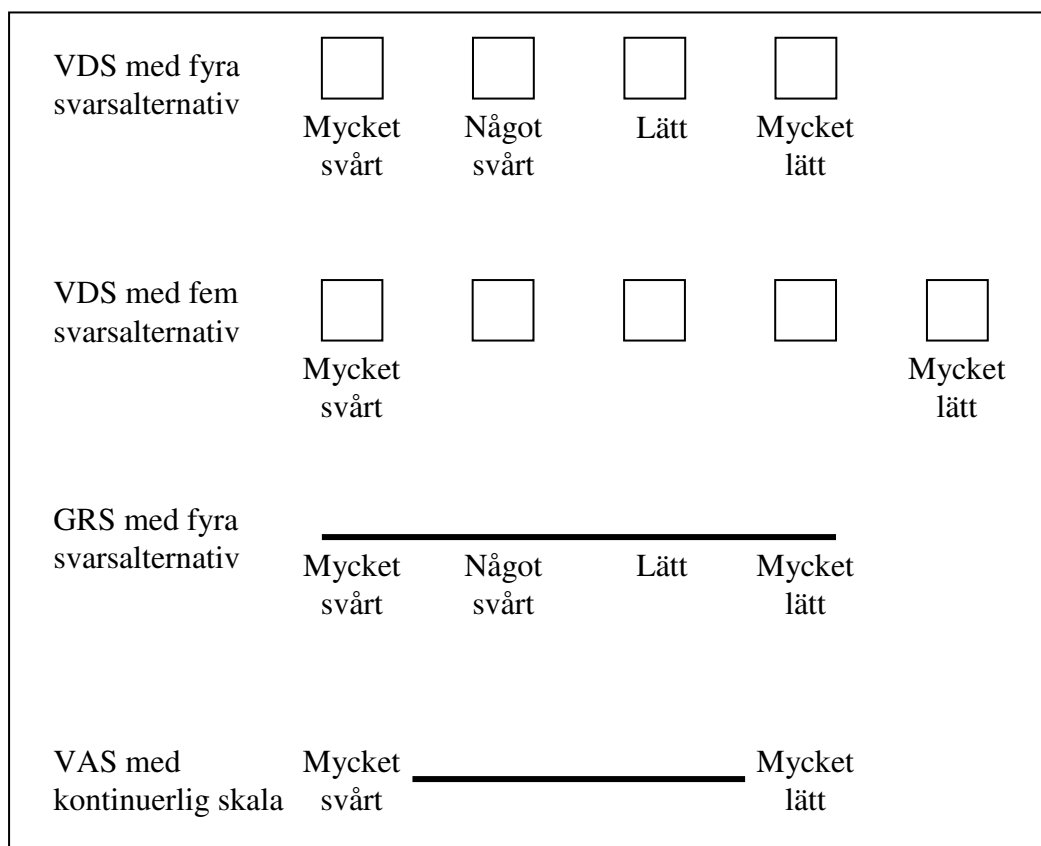 VDS med fyra
svarsalternativ
Mycket Något Lätt Mycket
svårt svårt lätt
VDS med fem
svarsalternativ
Mycket Mycket
svårt lätt
GRS med fyra
svarsalternativ
Mycket Något Lätt Mycket
svårt svårt lätt
VAS med Mycket Mycket
kontinuerlig skala svårt lätt